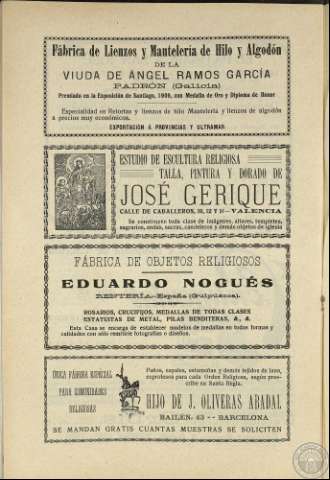 Fábrica de Lienzos y Mantelería de Hilo y Algodón
DE LA
VIUDA DE ÁNGEL RAMOS GARCÍA
PADRÓN (Galicia)
Premiado en la Exposición de Santiago, 1909, con Medalla de Oro y Diploma de Honor
Especialidad en Retortas y lienzos de hilo Mantelería y lienzos de algodón
á precios muy económicos.
EXPORTACIÓN Á PROVINCIAS Y ULTRAMAR
ESTUDIO DE ESCULTURA RELIGIOSA
TALLA, PINTURA Y DORADO DE
JOSÉ GERIQUE
CALLE DE CABALLEROS, 10, 12 Y —VALENCIA
Se construyen toda clase de imágenes, altares, templetes,
sagrarios, andas, sacras, candeleros y demás objetos de iglesia
FÁBRICA DE OBJETOS RELIGIOSOS
EDUARDO NOGUÉS
RENTERÍA.—España (Guipúzcoa).
ROSARIOS, CRUCIFIJOS, MEDALLAS DE TODAS CLASES
ESTATUITAS DE METAL, PILAS BENDITERAS, &, &.
Esta Casa se encarga de establecer modelos de medallas en todas formas y
calidades con sólo remitirle fotografías o diseños.
ÚNICA FÁBRICA ESPECIAL
PARA COMUNIDADES
RELIGIOSAS
Paños, sayales, estameñas y demás tejidos de lana,
expresos para cada Orden Religiosa, según pres-
cribe su Santa Regla.
HIJO DE J. OLIVERAS ABADAL
BAILÉN, 63 — BARCELONA
SE MANDAN GRATIS CUANTAS MUESTRAS SE SOLICITEN